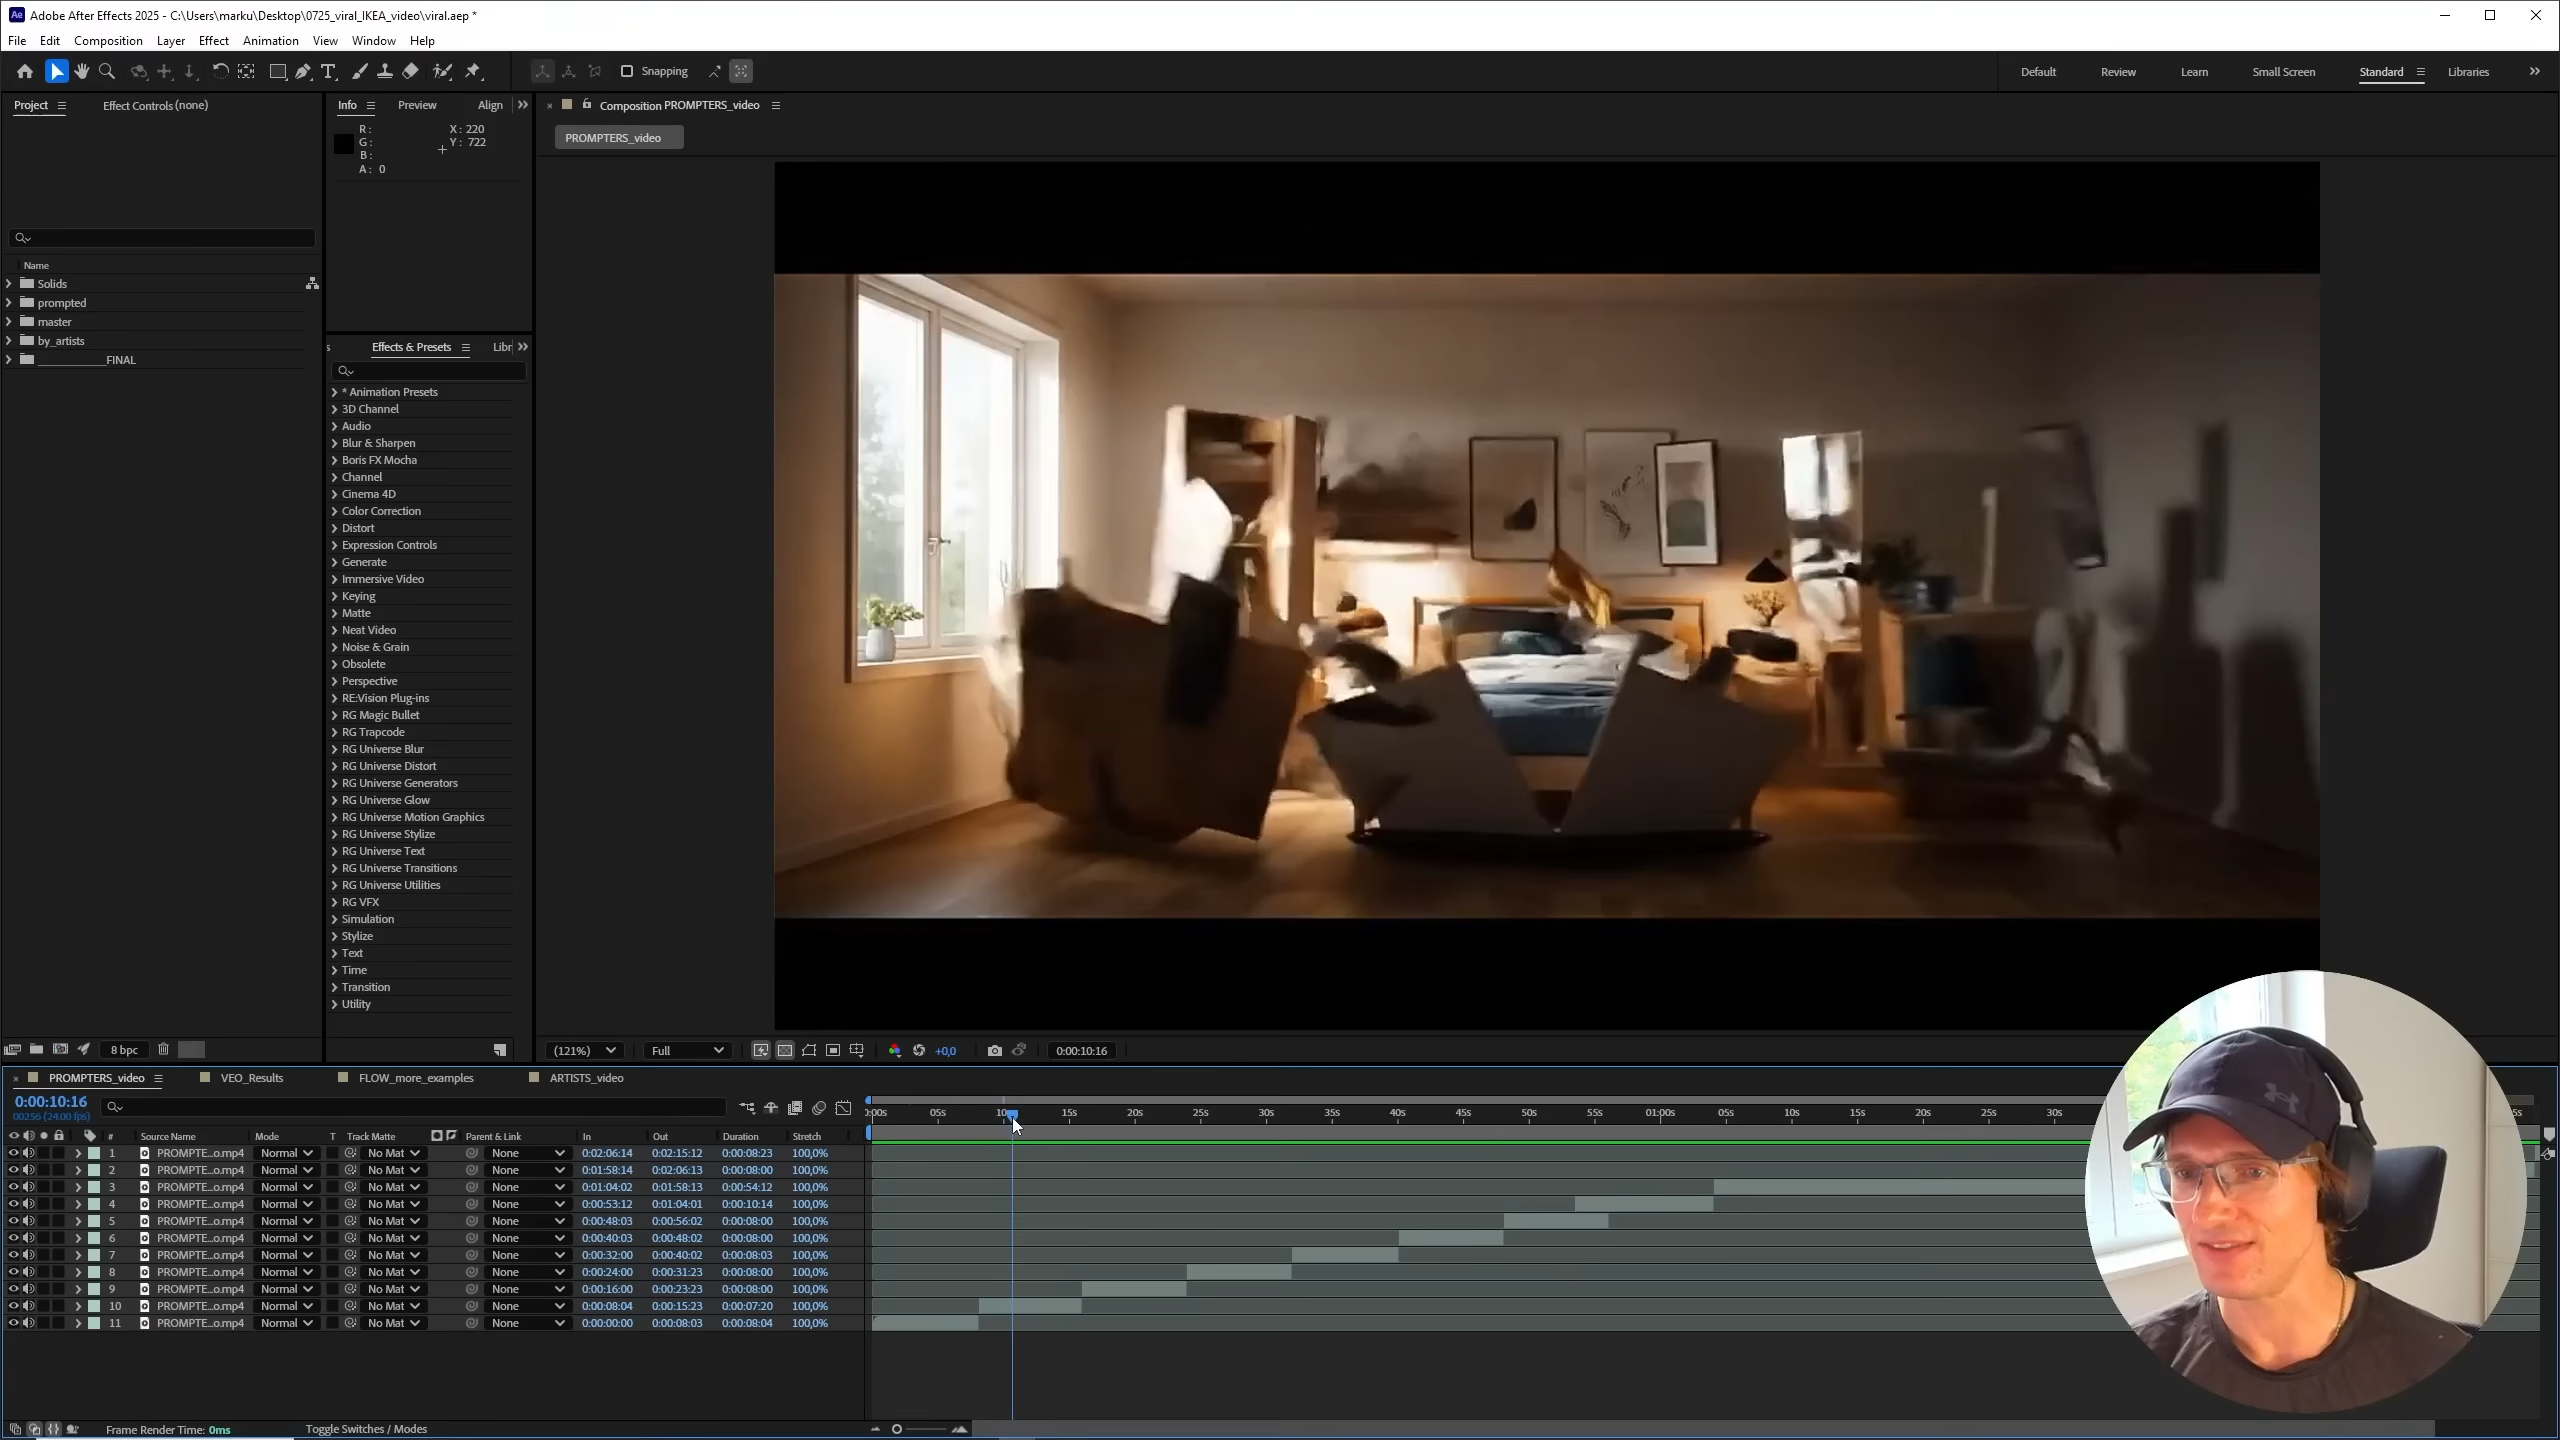 Adobe After Effects 2025 - C:\Users\marku\Desktop\0725_viral_IKEA_video\viral.aep *
File Edit Composition Layer Effect Animation View Window Help
Snapping
Default Review Learn Small Screen Standard Libraries
Project Effect Controls (none)
Name
Solids
prompted
master
by_artists
____________FINAL
8 bpc
Info Preview Align
R :
G :
B :
A : 0
X : 220
Y : 722
s Effects & Presets Libr
* Animation Presets
3D Channel
Audio
Blur & Sharpen
Boris FX Mocha
Channel
Cinema 4D
Color Correction
Distort
Expression Controls
Generate
Immersive Video
Keying
Matte
Neat Video
Noise & Grain
Obsolete
Perspective
RE:Vision Plug-ins
RG Magic Bullet
RG Trapcode
RG Universe Blur
RG Universe Distort
RG Universe Generators
RG Universe Glow
RG Universe Motion Graphics
RG Universe Stylize
RG Universe Text
RG Universe Transitions
RG Universe Utilities
RG VFX
Simulation
Stylize
Text
Time
Transition
Utility
Composition PROMPTERS_video
PROMPTERS_video
(121%) Full +0,0 0:00:10:16
PROMPTERS_video VEO_Results FLOW_more_examples ARTISTS_video
0:00:10:16
00256 (24.00 fps)
:00s 05s 10s 15s 20s 25s 30s 35s 40s 45s 50s 55s 01:00s 05s 10s 15s 20s 25s 30s 5s
# Source Name Mode T Track Matte Parent & Link In Out Duration Stretch
1 PROMPTE...o.mp4 Normal No Mat None 0:02:06:14 0:02:15:12 0:00:08:23 100,0%
2 PROMPTE...o.mp4 Normal No Mat None 0:01:58:14 0:02:06:13 0:00:08:00 100,0%
3 PROMPTE...o.mp4 Normal No Mat None 0:01:04:02 0:01:58:13 0:00:54:12 100,0%
4 PROMPTE...o.mp4 Normal No Mat None 0:00:53:12 0:01:04:01 0:00:10:14 100,0%
5 PROMPTE...o.mp4 Normal No Mat None 0:00:48:03 0:00:56:02 0:00:08:00 100,0%
6 PROMPTE...o.mp4 Normal No Mat None 0:00:40:03 0:00:48:02 0:00:08:00 100,0%
7 PROMPTE...o.mp4 Normal No Mat None 0:00:32:00 0:00:40:02 0:00:08:03 100,0%
8 PROMPTE...o.mp4 Normal No Mat None 0:00:24:00 0:00:31:23 0:00:08:00 100,0%
9 PROMPTE...o.mp4 Normal No Mat None 0:00:16:00 0:00:23:23 0:00:08:00 100,0%
10 PROMPTE...o.mp4 Normal No Mat None 0:00:08:04 0:00:15:23 0:00:07:20 100,0%
11 PROMPTE...o.mp4 Normal No Mat None 0:00:00:00 0:00:08:03 0:00:08:04 100,0%
Frame Render Time: 0ms Toggle Switches / Modes